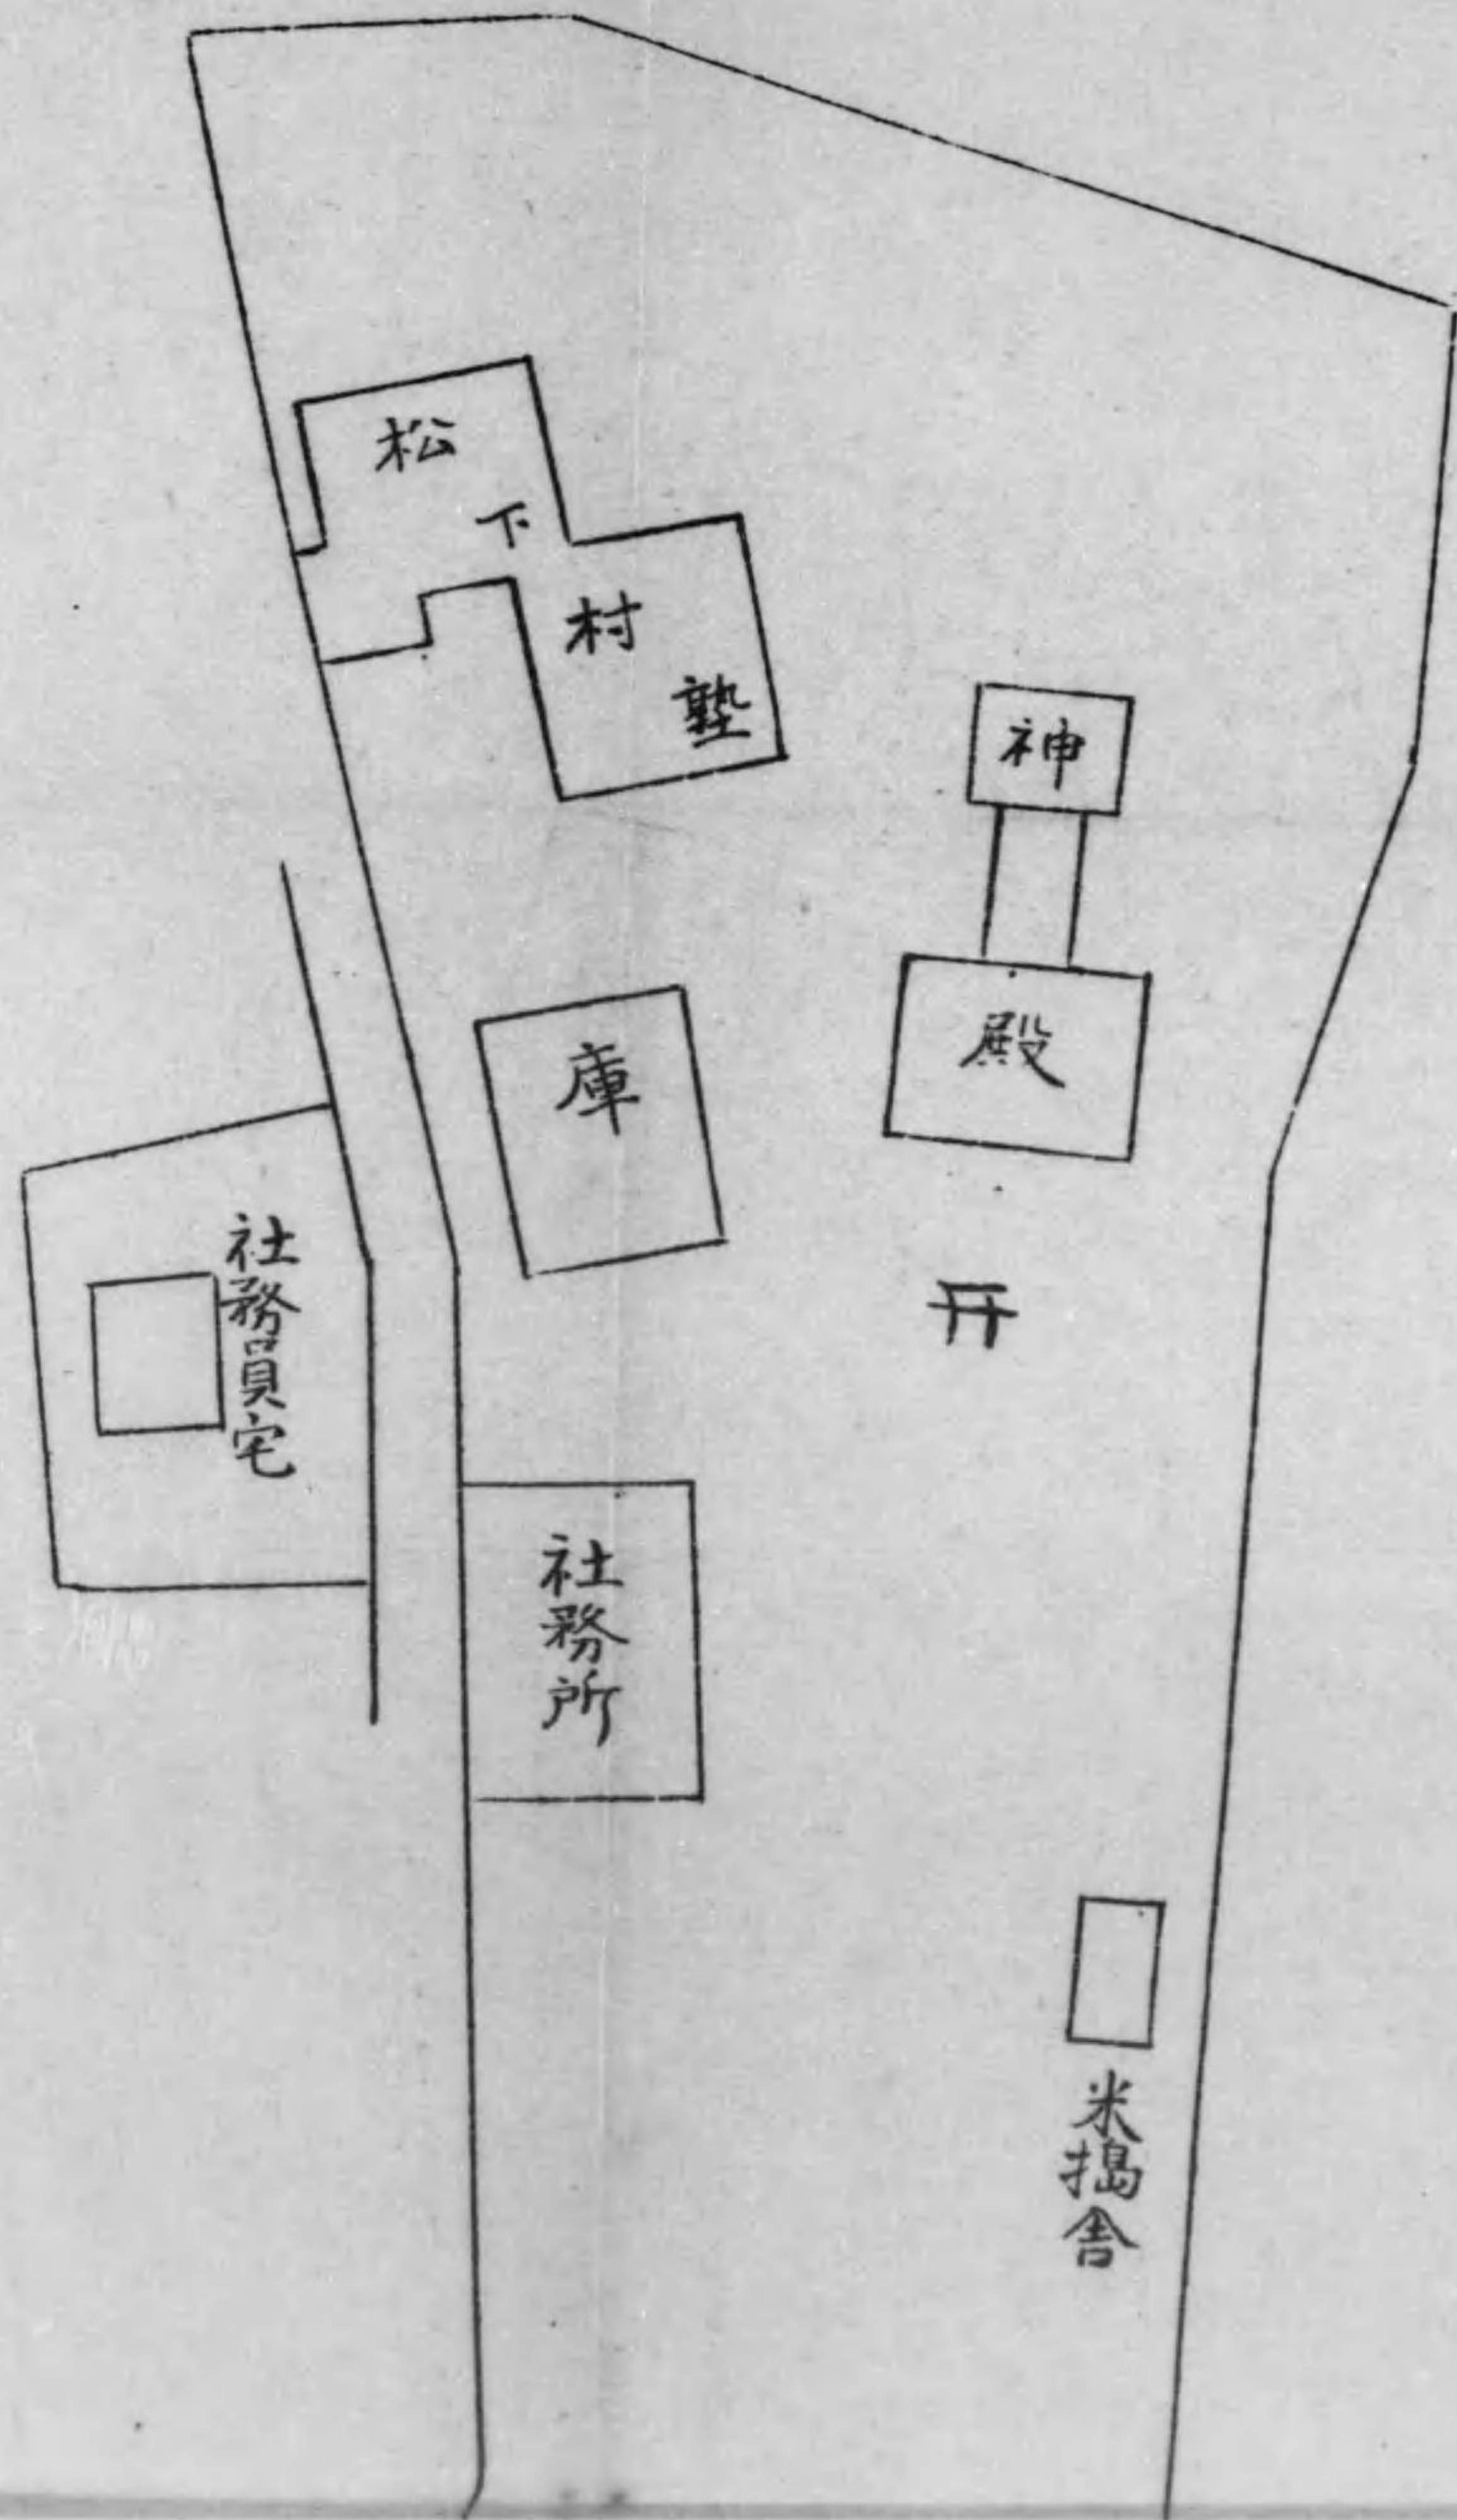 松下村塾
神殿
庫
社務員宅
社務所
米搗舎